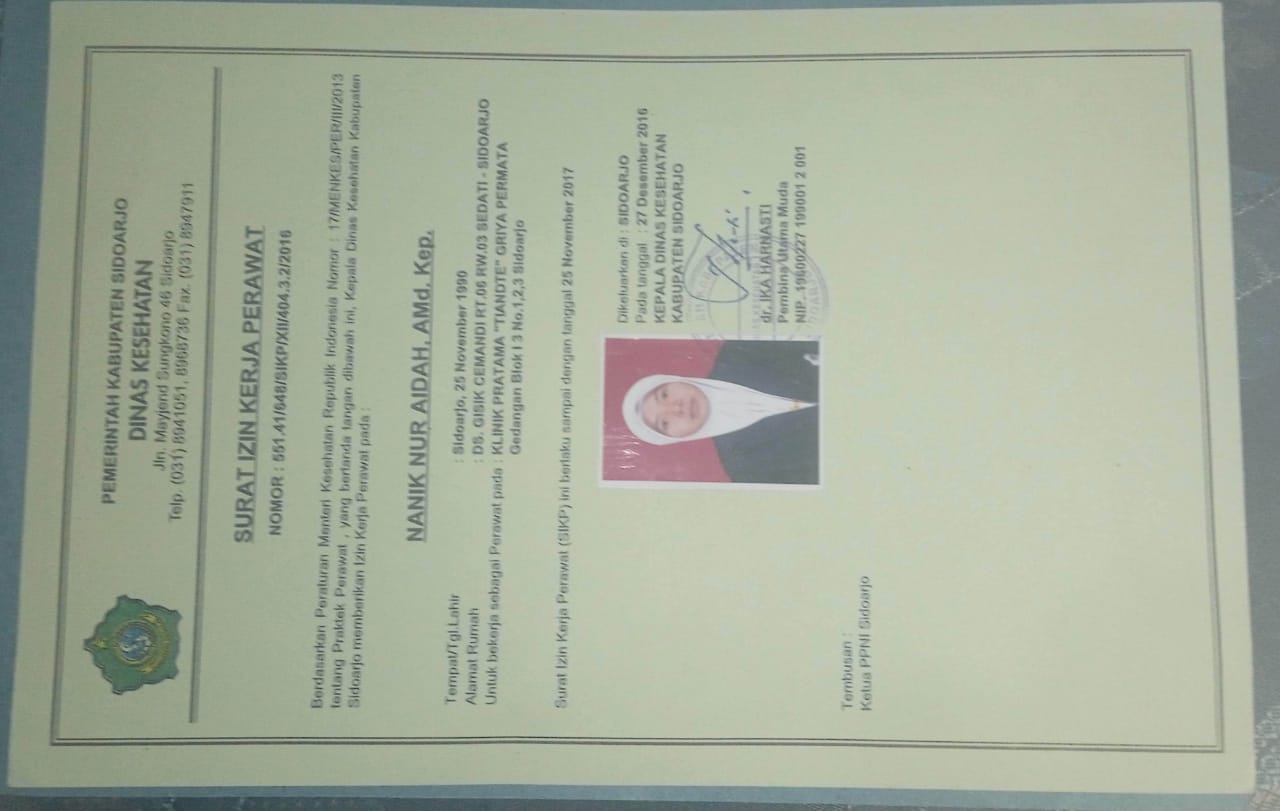 PEMERINTAH KABUPATEN SIDOARJO
DINAS KESEHATAN
Jln. Mayjend Sungkono 46 Sidoarjo
Telp. (031) 8941051, 8968736 Fax. (031) 8947911
SURAT IZIN KERJA PERAWAT
NOMOR : 551.41/648/SIKP/XII/404.3.2/2016
Berdasarkan Peraturan Menteri Kesehatan Republik Indonesia Nomor : 17/MENKES/PER/III/2013
tentang Praktek Perawat , yang bertanda tangan dibawah ini, Kepala Dinas Kesehatan Kabupaten
Sidoarjo memberikan Izin Kerja Perawat pada :
NANIK NUR AIDAH, AMd. Kep.
Tempat/Tgl.Lahir : Sidoarjo, 25 November 1990
Alamat Rumah : DS. GISIK CEMANDI RT.06 RW.03 SEDATI - SIDOARJO
Untuk bekerja sebagai Perawat pada : KLINIK PRATAMA "TIANDTE" GRIYA PERMATA
Gedangan Blok I 3 No.1,2,3 Sidoarjo
Surat Izin Kerja Perawat (SIKP) ini berlaku sampai dengan tanggal 25 November 2017
Dikeluarkan di : SIDOARJO
Pada tanggal : 27 Desember 2016
KEPALA DINAS KESEHATAN
KABUPATEN SIDOARJO
dr. IKA HARNASTI
Pembina Utama Muda
NIP. 19600227 199001 2 001
Tembusan :
Ketua PPNI Sidoarjo